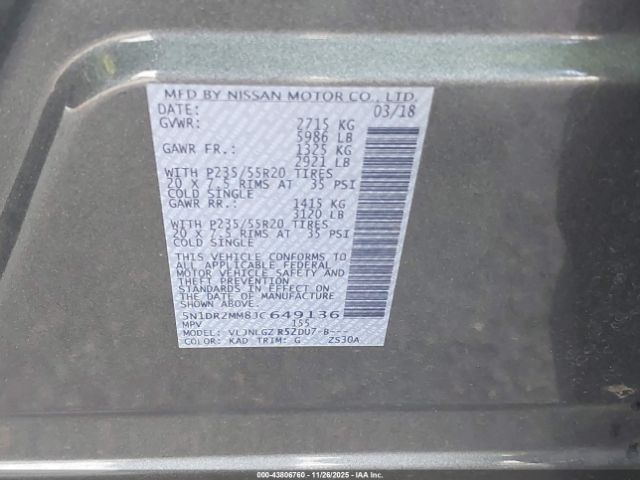 MFD BY NISSAN MOTOR CO., LTD.
DATE: 03/18
GVWR: 2715 KG
5986 LB
GAWR FR.: 1325 KG
2921 LB
WITH P235/55R20 TIRES
20 X 7.5 RIMS AT 35 PSI
COLD SINGLE
GAWR RR.: 1415 KG
3120 LB
WITH P235/55R20 TIRES
20 X 7.5 RIMS AT 35 PSI
COLD SINGLE
THIS VEHICLE CONFORMS TO
ALL APPLICABLE FEDERAL
MOTOR VEHICLE SAFETY AND
THEFT PREVENTION
STANDARDS IN EFFECT ON
THE DATE OF MANUFACTURE
SHOWN ABOVE.
5N1DR2MM8JC649136
MPV 155
MODEL: VLJNLGZ R52DU7-B---
COLOR: KAD TRIM: G ZS30A
000-43806760 | 11/26/2025 | © IAA Inc.